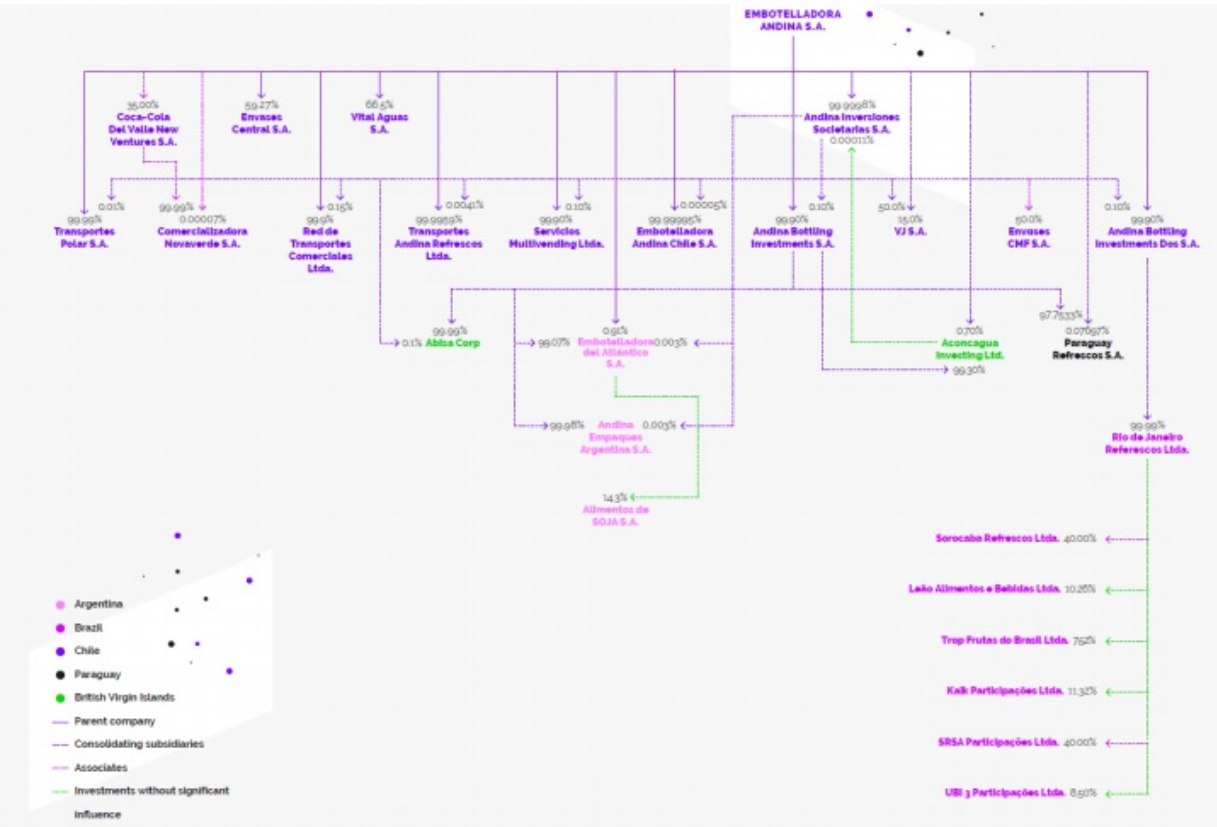 EMBOTELLADORA
ANDINA S.A.
35.00%
Coca-Cola
Del Valle New
Ventures S.A.
59.27%
Envases
Central S.A.
66.5%
Vital Aguas
S.A.
99.9998%
Andina Inversiones
Societarias S.A.
0.00011%
0.01%
99.99%
Transportes
Polar S.A.
99.99%
0.00007%
Comercializadora
Novaverde S.A.
0.15%
99.9%
Red de
Transportes
Comerciales
Ltda.
0.0041%
99.9959%
Transportes
Andina Refrescos
Ltda.
0.10%
99.90%
Servicios
Multivending Ltda.
0.00005%
99.99995%
Embotelladora
Andina Chile S.A.
0.10%
99.90%
Andina Bottling
Investments S.A.
50.0%
15.0%
VJ S.A.
50.0%
Envases
CMF S.A.
0.10%
99.90%
Andina Bottling
Investments Dos S.A.
99.99%
0.1% Abisa Corp
0.91%
99.07% Embotelladora 0.003%
del Atlántico
S.A.
0.70%
Aconcagua
Investing Ltd.
99.30%
97.7533%
0.07697%
Paraguay
Refrescos S.A.
99.98% Andina 0.003%
Empaques
Argentina S.A.
99.99%
Rio de Janeiro
Referescos Ltda.
14.3%
Alimentos de
SOJA S.A.
Sorocaba Refrescos Ltda. 40.00%
Leão Alimentos e Bebidas Ltda. 10.26%
Trop Frutas do Brasil Ltda. 7.52%
Kaik Participações Ltda. 11.32%
SRSA Participações Ltda. 40.00%
UBI 3 Participações Ltda. 8.50%
Argentina
Brazil
Chile
Paraguay
British Virgin Islands
Parent company
Consolidating subsidiaries
Associates
Investments without significant
influence